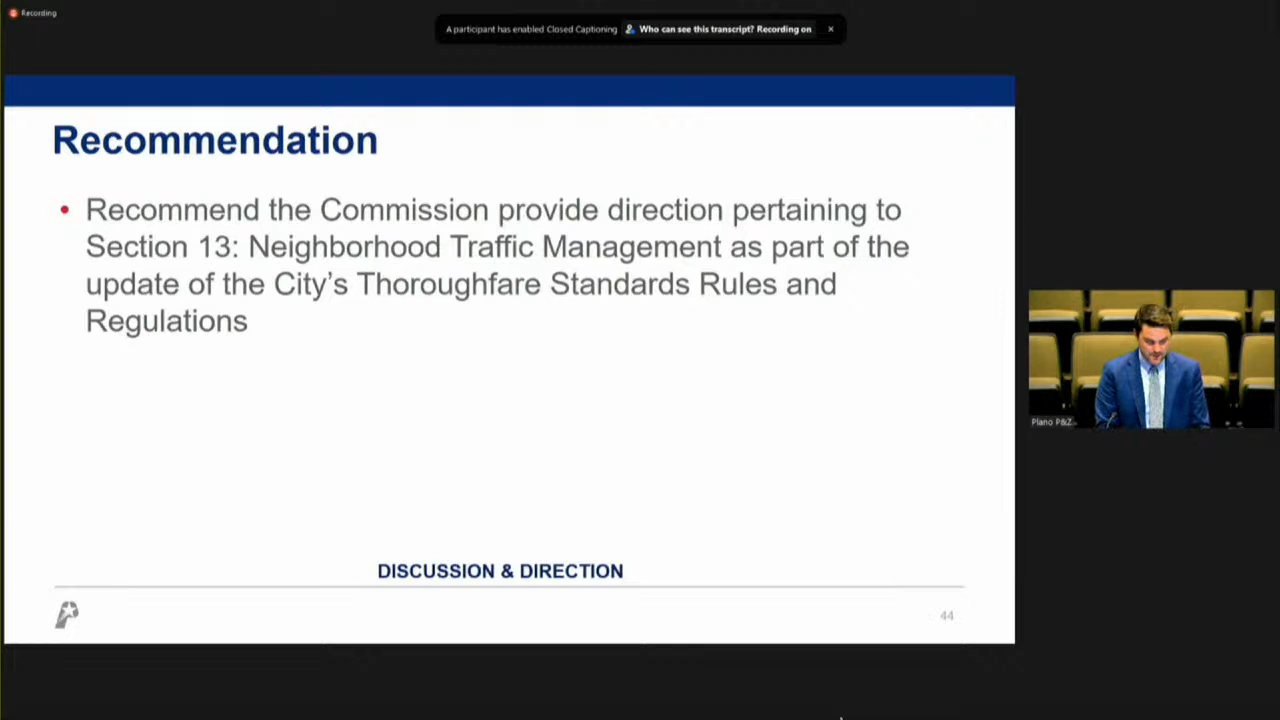 Recording
A participant has enabled Closed Captioning Who can see this transcript? Recording on
Recommendation
• Recommend the Commission provide direction pertaining to
Section 13: Neighborhood Traffic Management as part of the
update of the City's Thoroughfare Standards Rules and
Regulations
Plano P&Z
DISCUSSION & DIRECTION
44